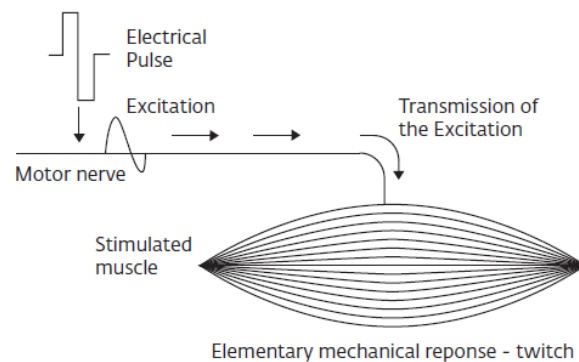 Electrical
Pulse
Excitation
Transmission of
the Excitation
Motor nerve
Stimulated
muscle
Elementary mechanical reponse - twitch